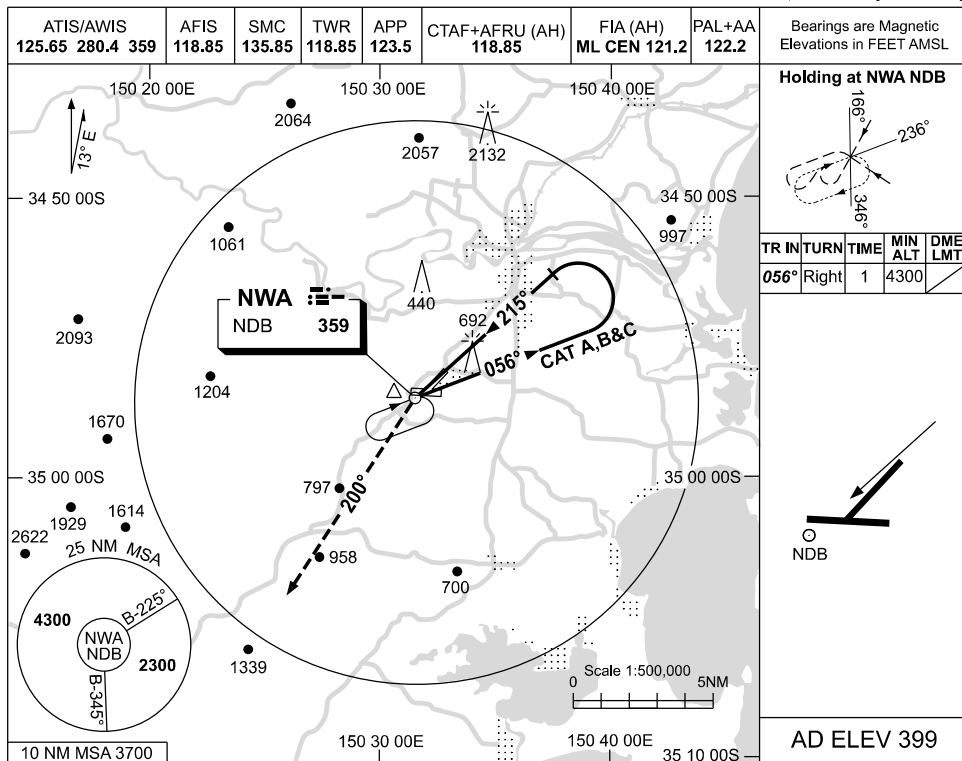 ATIS/AWIS
125.65 280.4 359
AFIS
118.85
SMC
135.85
TWR
118.85
APP
123.5
CTAF+AFRU (AH)
118.85
FIA (AH)
ML CEN 121.2
PAL+AA
122.2
Bearings are Magnetic
Elevations in FEET AMSL
150 20 00E
150 30 00E
150 40 00E
13° E
2064
2057
2132
34 50 00S
34 50 00S
1061
997
440
NWA
NDB 359
692
215°
056°
CAT A,B&C
2093
1204
1670
35 00 00S
35 00 00S
797
200°
1929
1614
2622
958
700
25 NM MSA
4300
B-225°
NWA
NDB
2300
B-345°
1339
Scale 1:500,000
0
5NM
10 NM MSA 3700
150 30 00E
150 40 00E
35 10 00S
Holding at NWA NDB
166°
236°
346°
TR IN TURN TIME MIN ALT DME LMT
056° Right 1 4300
NDB
AD ELEV 399